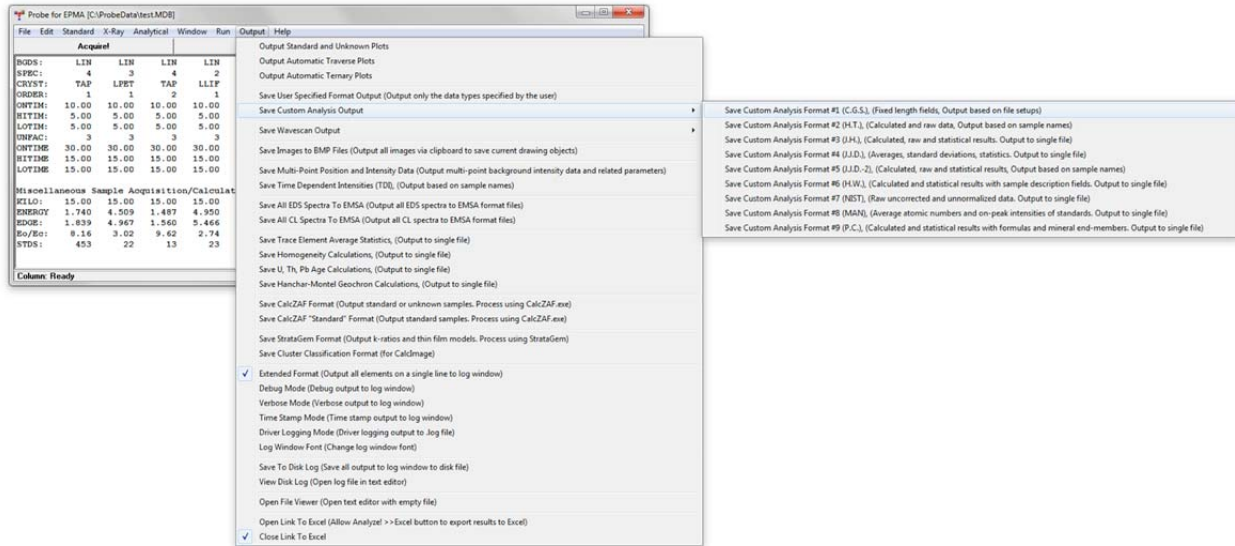 Probe for EPMA [C:\ProbeData\test.MDB]
File Edit Standard X-Ray Analytical Window Run Output Help
Acquire!
BGDS: LIN LIN LIN LIN
SPEC: 4 3 4 2
CRYST: TAP LPET TAP LLIF
ORDER: 1 1 2 1
ONTIM: 10.00 10.00 10.00 10.00
HITIM: 5.00 5.00 5.00 5.00
LOTIM: 5.00 5.00 5.00 5.00
UNFAC: 3 3 3 3
ONTIME 30.00 30.00 30.00 30.00
HITIME 15.00 15.00 15.00 15.00
LOTIME 15.00 15.00 15.00 15.00
Miscellaneous Sample Acquisition/Calculat
KILO: 15.00 15.00 15.00 15.00
ENERGY 1.740 4.509 1.487 4.950
EDGE: 1.839 4.967 1.560 5.466
Eo/Ec: 8.16 3.02 9.62 2.74
STDS: 453 22 13 23
Column: Ready
Output Standard and Unknown Plots
Output Automatic Traverse Plots
Output Automatic Ternary Plots
Save User Specified Format Output (Output only the data types specified by the user)
Save Custom Analysis Output
Save Wavescan Output
Save Images to BMP Files (Output all images via clipboard to save current drawing objects)
Save Multi-Point Position and Intensity Data (Output multi-point background intensity data and related parameters)
Save Time Dependent Intensities (TDI), (Output based on sample names)
Save All EDS Spectra To EMSA (Output all EDS spectra to EMSA format files)
Save All CL Spectra To EMSA (Output all CL spectra to EMSA format files)
Save Trace Element Average Statistics, (Output to single file)
Save Homogeneity Calculations, (Output to single file)
Save U, Th, Pb Age Calculations, (Output to single file)
Save Hanchar-Montel Geochron Calculations, (Output to single file)
Save CalcZAF Format (Output standard or unknown samples. Process using CalcZAF.exe)
Save CalcZAF "Standard" Format (Output standard samples. Process using CalcZAF.exe)
Save StrataGem Format (Output k-ratios and thin film models. Process using StrataGem)
Save Cluster Classification Format (for CalcImage)
Extended Format (Output all elements on a single line to log window)
Debug Mode (Debug output to log window)
Verbose Mode (Verbose output to log window)
Time Stamp Mode (Time stamp output to log window)
Driver Logging Mode (Driver logging output to .log file)
Log Window Font (Change log window font)
Save To Disk Log (Save all output to log window to disk file)
View Disk Log (Open log file in text editor)
Open File Viewer (Open text editor with empty file)
Open Link To Excel (Allow Analyze! >>Excel button to export results to Excel)
Close Link To Excel
Save Custom Analysis Format #1 (C.G.S.), (Fixed length fields, Output based on file setups)
Save Custom Analysis Format #2 (H.T.), (Calculated and raw data, Output based on sample names)
Save Custom Analysis Format #3 (J.H.), (Calculated, raw and statistical results. Output to single file)
Save Custom Analysis Format #4 (J.J.D.), (Averages, standard deviations, statistics. Output to single file)
Save Custom Analysis Format #5 (J.J.D.-2), (Calculated, raw and statistical results, Output based on sample names)
Save Custom Analysis Format #6 (H.W.), (Calculated and statistical results with sample description fields. Output to single file)
Save Custom Analysis Format #7 (NIST), (Raw uncorrected and unnormalized data. Output to single file)
Save Custom Analysis Format #8 (MAN), (Average atomic numbers and on-peak intensities of standards. Output to single file)
Save Custom Analysis Format #9 (P.C.), (Calculated and statistical results with formulas and mineral end-members. Output to single file)